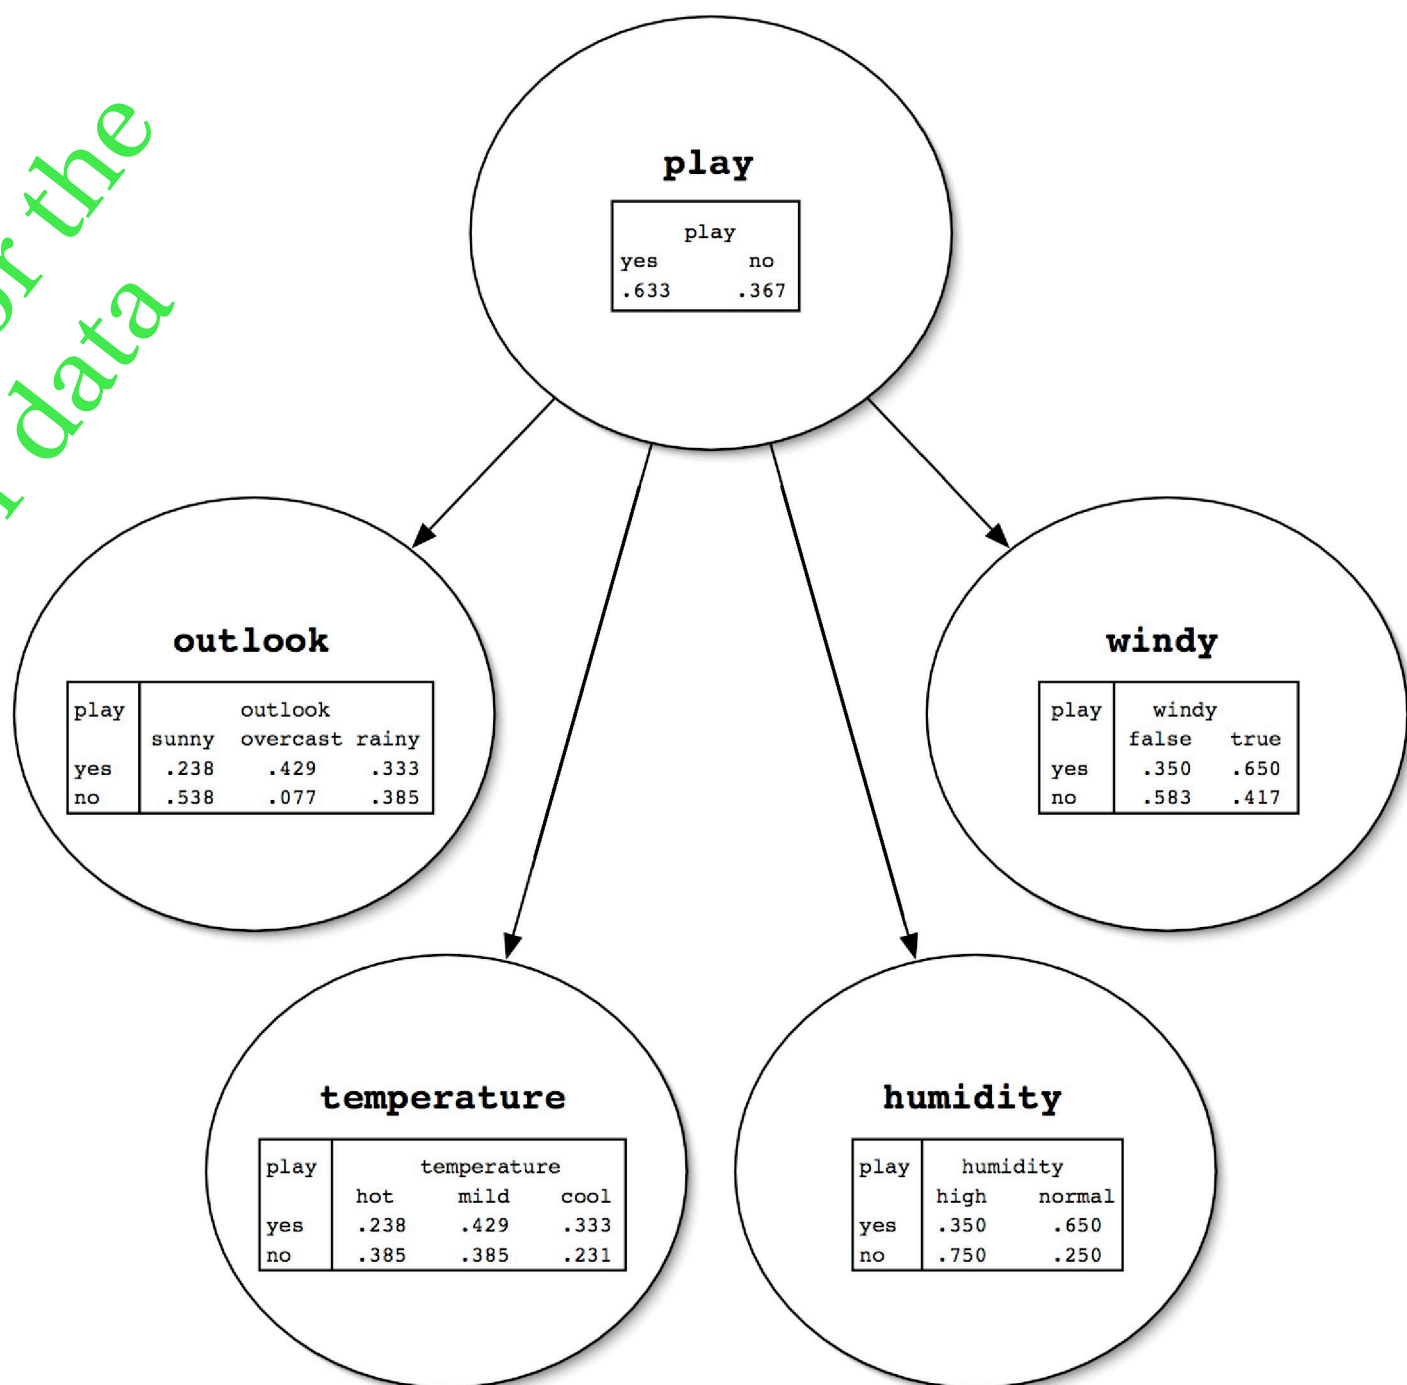 the
data
play
play
yes no
.633 .367
outlook
play outlook
sunny overcast rainy
yes .238 .429 .333
no .538 .077 .385
windy
play windy
false true
yes .350 .650
no .583 .417
temperature
play temperature
hot mild cool
yes .238 .429 .333
no .385 .385 .231
humidity
play humidity
high normal
yes .350 .650
no .750 .250